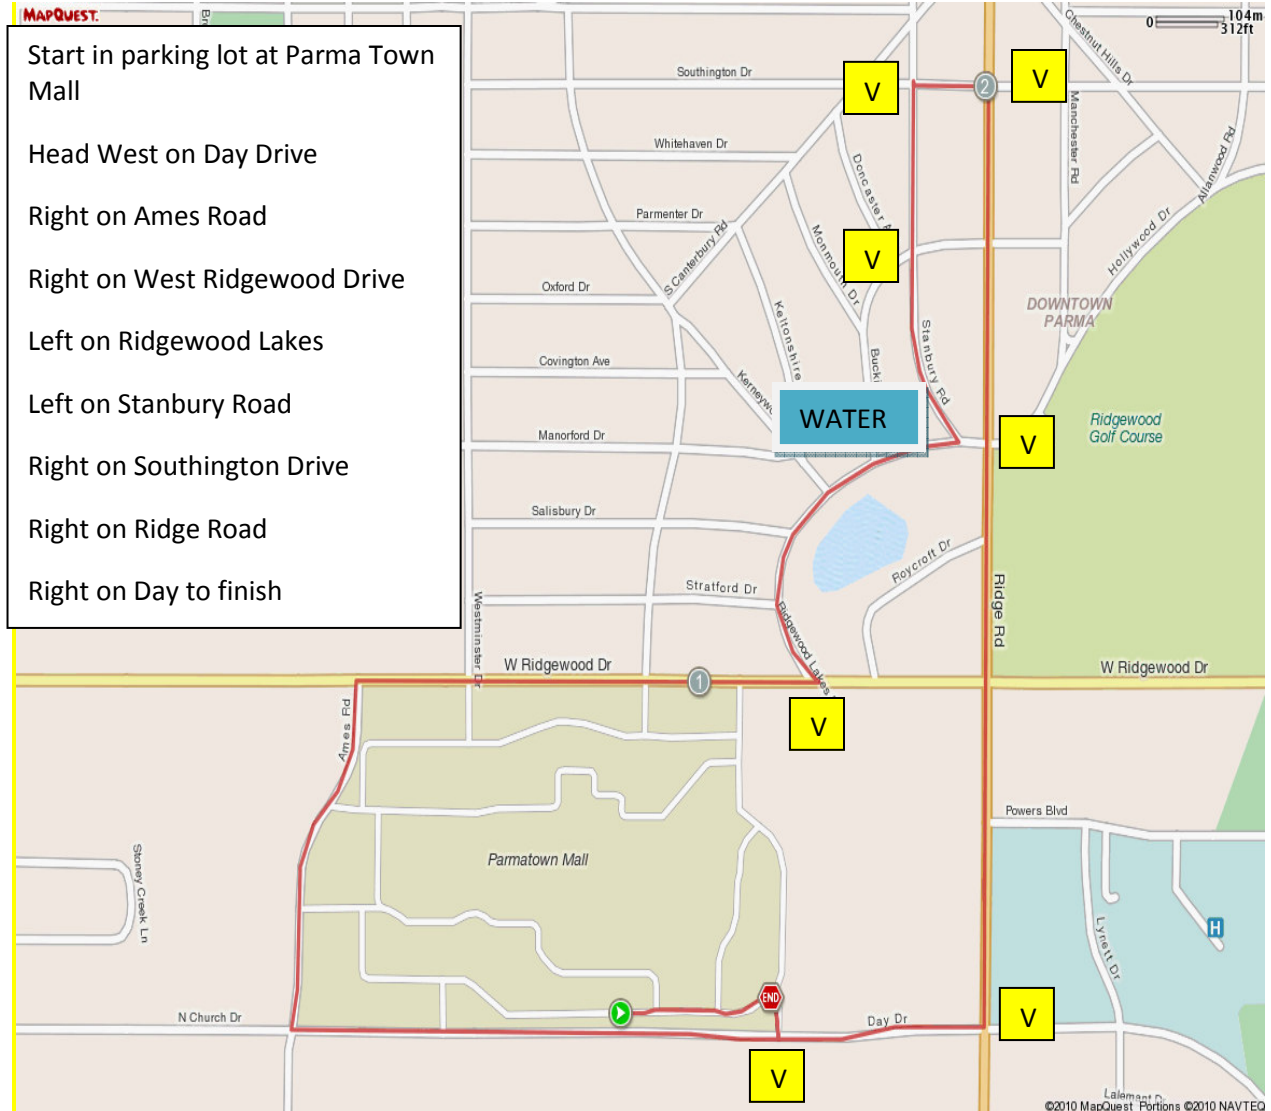 MAPQUEST.
Start in parking lot at Parma Town
Mall
Head West on Day Drive
Right on Ames Road
Right on West Ridgewood Drive
Left on Ridgewood Lakes
Left on Stanbury Road
Right on Southington Drive
Right on Ridge Road
Right on Day to finish
0 104m
312ft
Southington Dr
V
2
V
Chestnut Hills Dr
Manchester Rd
Allanwood Rd
Whitehaven Dr
Doncaster A
Parmenter Dr
S Canterbury Rd
Monmouth Dr
V
Hollywood Dr
Oxford Dr
DOWNTOWN
PARMA
Keltonshire
Stanbury Rd
Covington Ave
Bucki
Kerneywo
WATER
Ridgewood
Golf Course
Manorford Dr
V
Salisbury Dr
Roycroft Dr
Stratford Dr
Ridge Rd
Westminster Dr
Ridgewood Lakes
W Ridgewood Dr
W Ridgewood Dr
1
Ames Rd
V
Powers Blvd
Stoney Creek Ln
Parmatown Mall
Lynett Dr
H
END
N Church Dr
Day Dr
V
V
Lalemant Dr
©2010 MapQuest Portions ©2010 NAVTEQ